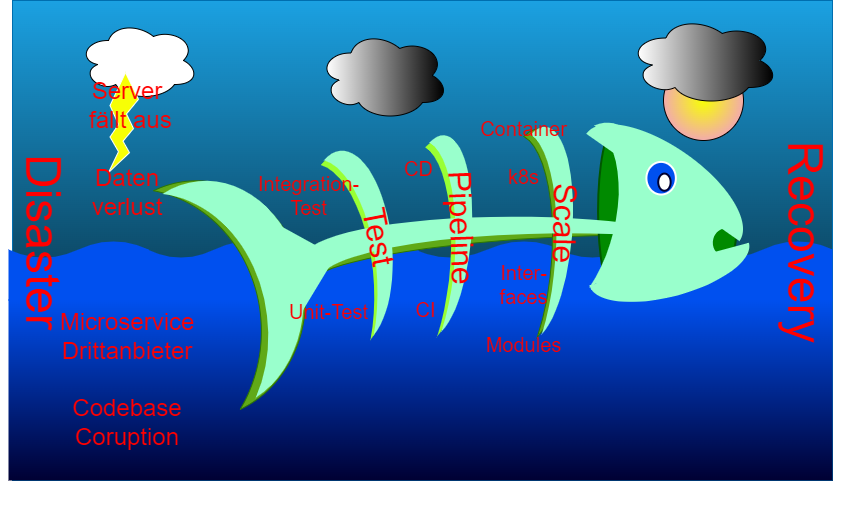 Disaster
Server
fällt aus
Daten
verlust
Microservice
Drittanbieter
Codebase
Coruption
Integration-
Test
Test
Unit-Test
CD
Pipeline
CI
Container
k8s
Scale
Inter-
faces
Modules
Recovery